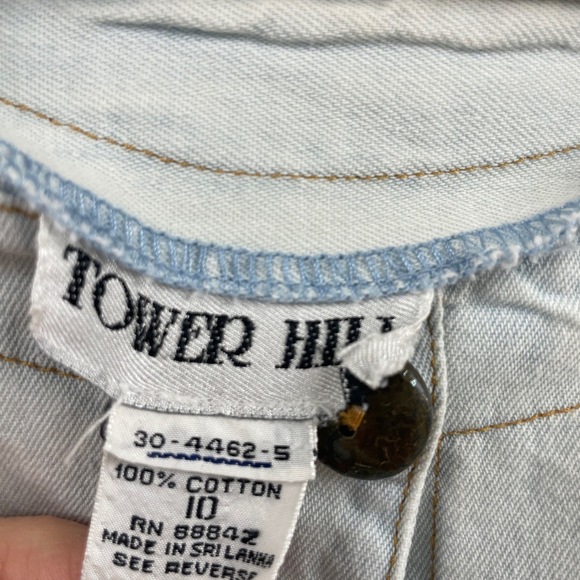 TOWER HILL
30-4462-5
100% COTTON
10
RN 88842
MADE IN SRI LANKA
SEE REVERSE